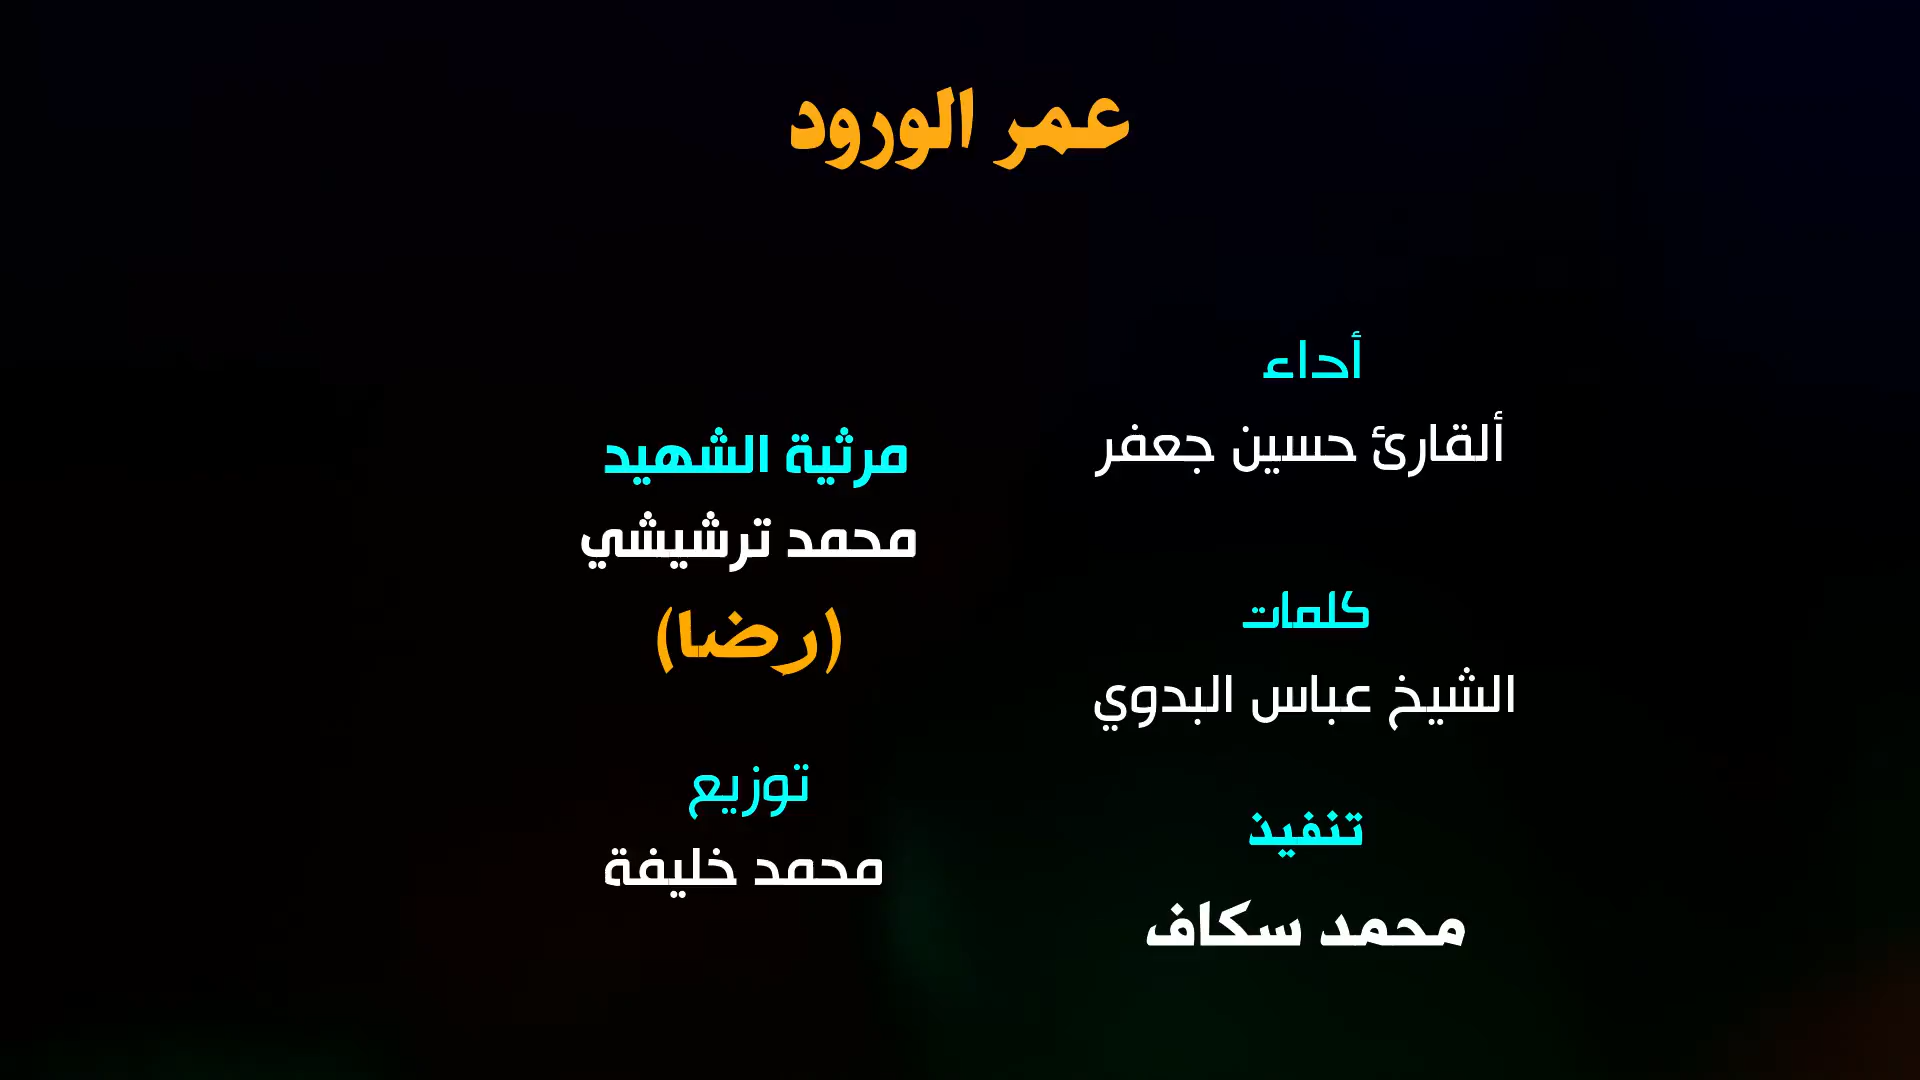 عمر الورود
أداء
ألقارئ حسين جعفر
كلمات
الشيخ عباس البدوي
تنفيذ
محمد سكاف
مرثية الشهيد
محمد ترشيشي
(رضا)
توزيع
محمد خليفة